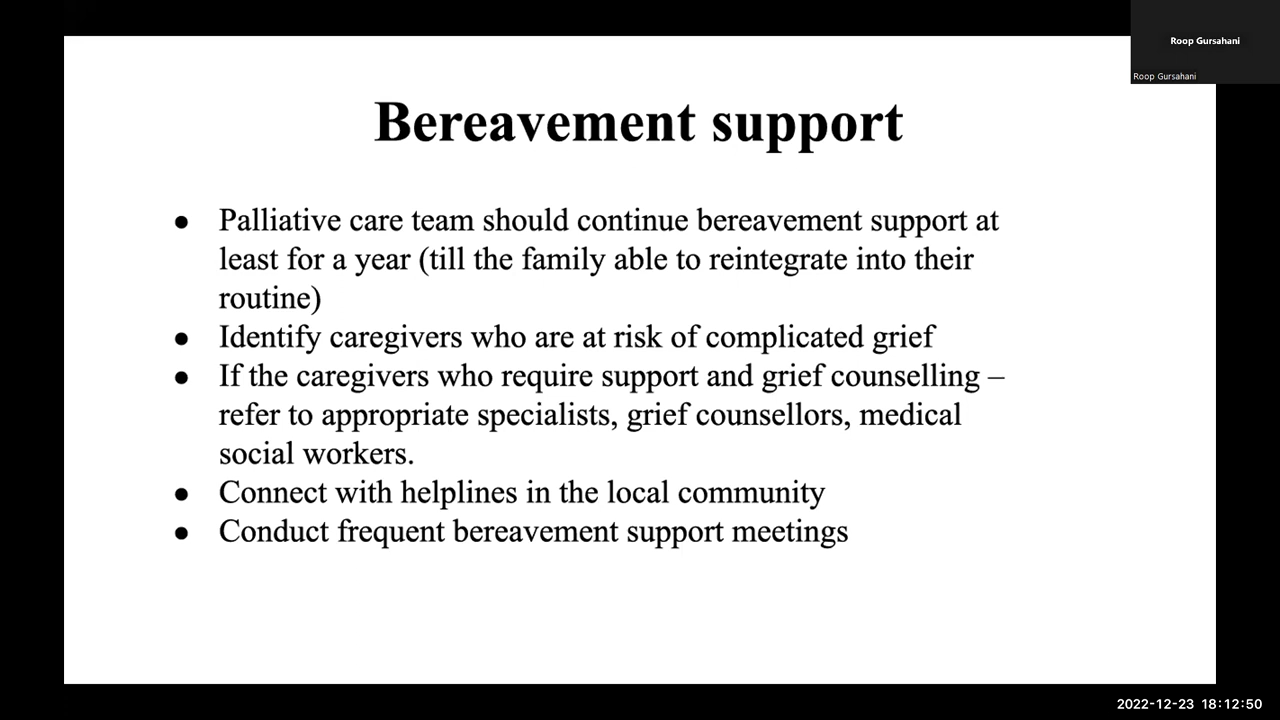 Roop Gursahani
Roop Gursahani
Bereavement support
● Palliative care team should continue bereavement support at
least for a year (till the family able to reintegrate into their
routine)
● Identify caregivers who are at risk of complicated grief
● If the caregivers who require support and grief counselling –
refer to appropriate specialists, grief counsellors, medical
social workers.
● Connect with helplines in the local community
● Conduct frequent bereavement support meetings
2022-12-23 18:12:50